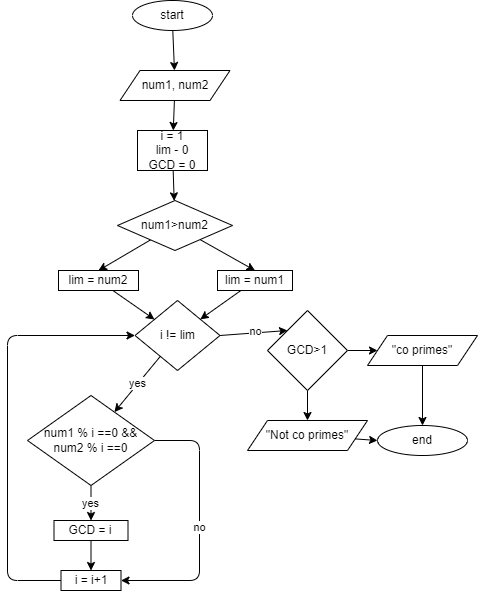 start
num1, num2
i = 1
lim - 0
GCD = 0
num1>num2
lim = num2
lim = num1
i != lim
no
GCD>1
"co primes"
yes
num1 % i ==0 &&
num2 % i ==0
"Not co primes"
end
yes
no
GCD = i
i = i+1